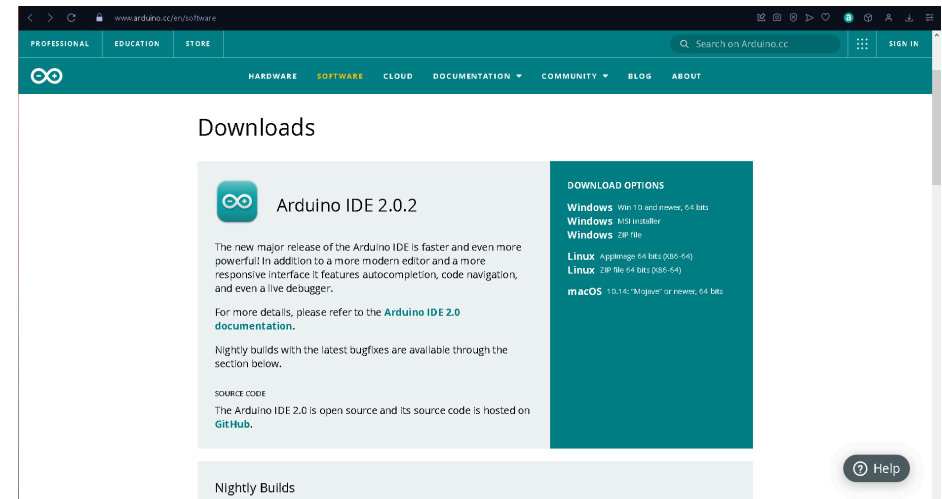 www.arduino.cc/en/software
PROFESSIONAL EDUCATION STORE Search on Arduino.cc SIGN IN
HARDWARE SOFTWARE CLOUD DOCUMENTATION COMMUNITY BLOG ABOUT
Downloads
Arduino IDE 2.0.2
The new major release of the Arduino IDE is faster and even more
powerful! In addition to a more modern editor and a more
responsive interface it features autocompletion, code navigation,
and even a live debugger.
For more details, please refer to the Arduino IDE 2.0
documentation.
Nightly builds with the latest bugfixes are available through the
section below.
SOURCE CODE
The Arduino IDE 2.0 is open source and its source code is hosted on
GitHub.
DOWNLOAD OPTIONS
Windows Win 10 and newer, 64 bits
Windows MSI installer
Windows ZIP file
Linux AppImage 64 bits (X86-64)
Linux ZIP file 64 bits (X86-64)
macOS 10.14: "Mojave" or newer, 64 bits
Nightly Builds
Help